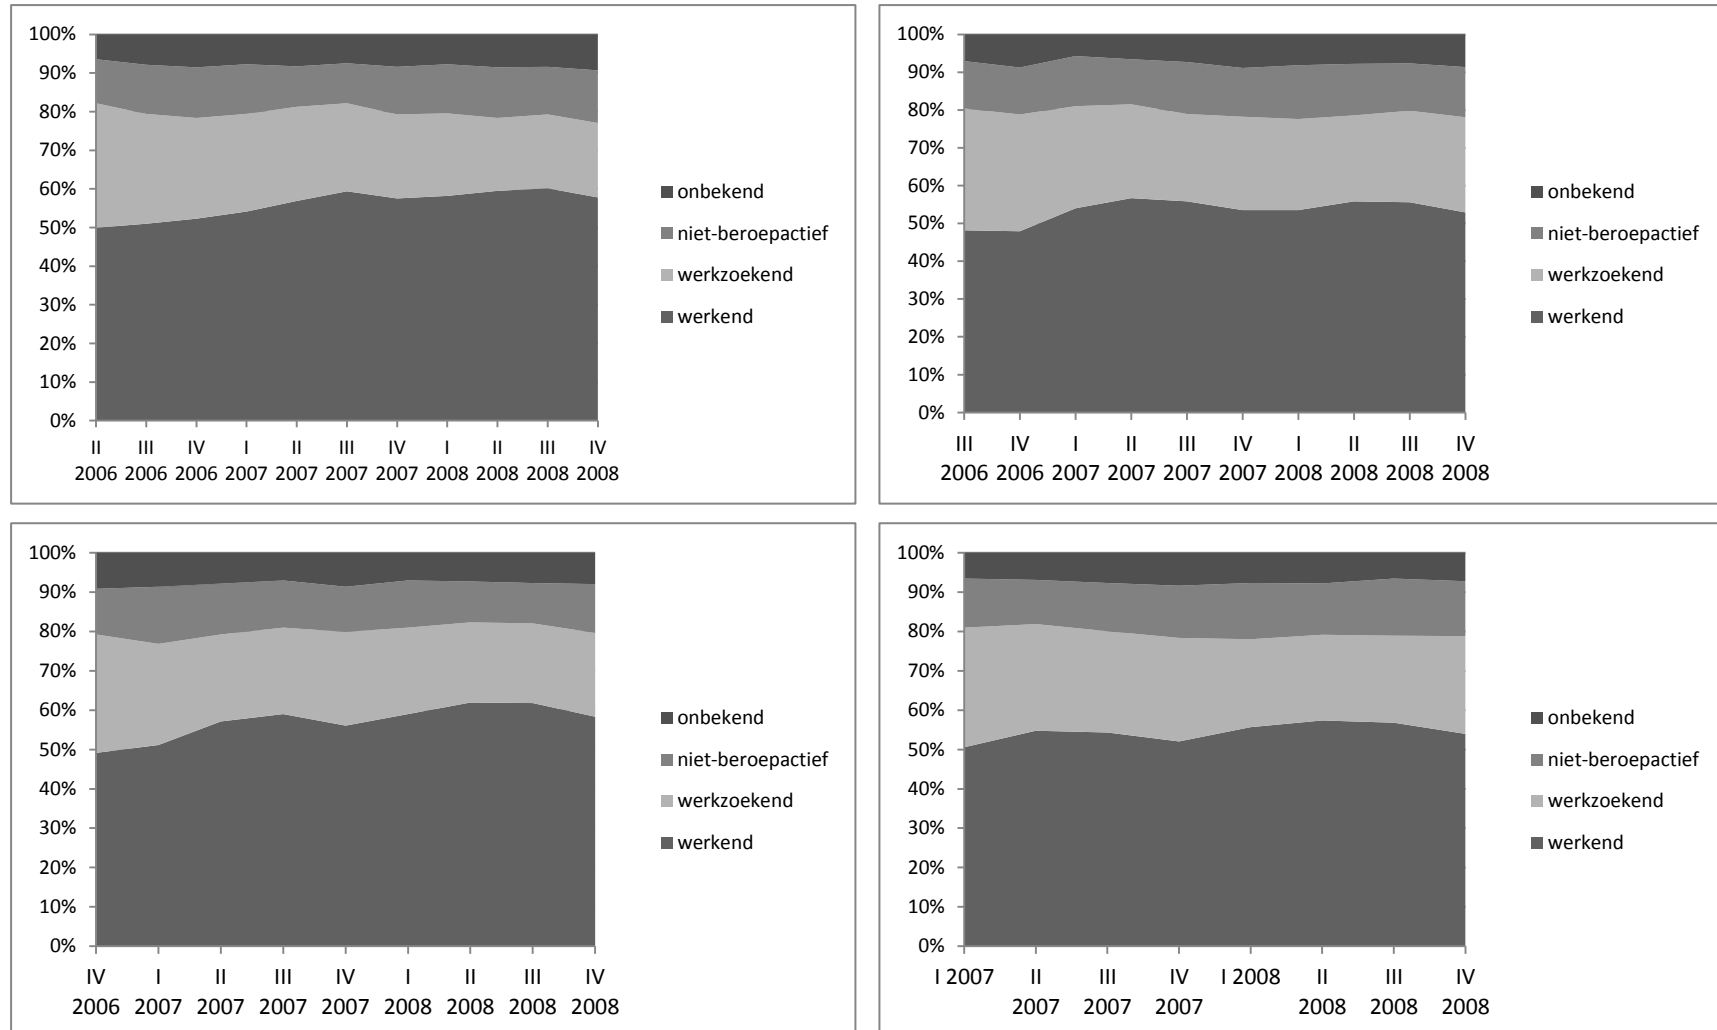 100%
90%
80%
70%
60%
50%
40%
30%
20%
10%
0%
II III IV I II III IV I II III IV
2006 2006 2006 2007 2007 2007 2007 2008 2008 2008 2008
onbekend
niet-beroepactief
werkzoekend
werkend
100%
90%
80%
70%
60%
50%
40%
30%
20%
10%
0%
III IV I II III IV I II III IV
2006 2006 2007 2007 2007 2007 2008 2008 2008 2008
onbekend
niet-beroepactief
werkzoekend
werkend
100%
90%
80%
70%
60%
50%
40%
30%
20%
10%
0%
IV I II III IV I II III IV
2006 2007 2007 2007 2007 2008 2008 2008 2008
onbekend
niet-beroepactief
werkzoekend
werkend
100%
90%
80%
70%
60%
50%
40%
30%
20%
10%
0%
I 2007 II III IV I 2008 II III IV
2007 2007 2007 2008 2008 2008
onbekend
niet-beroepactief
werkzoekend
werkend